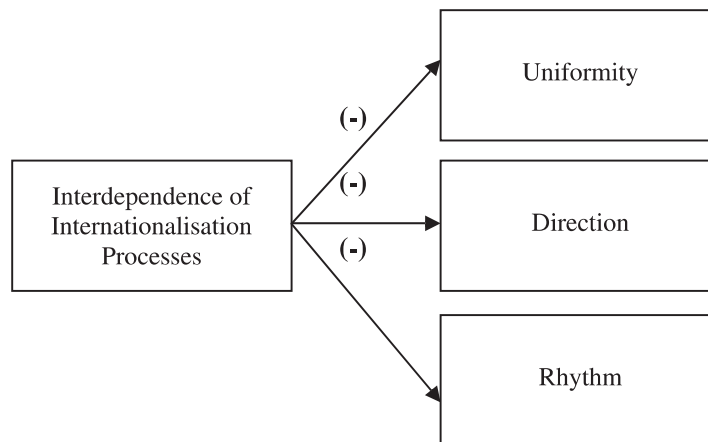 Uniformity
(-)
(-)
Interdependence of
Internationalisation
Processes
Direction
(-)
Rhythm